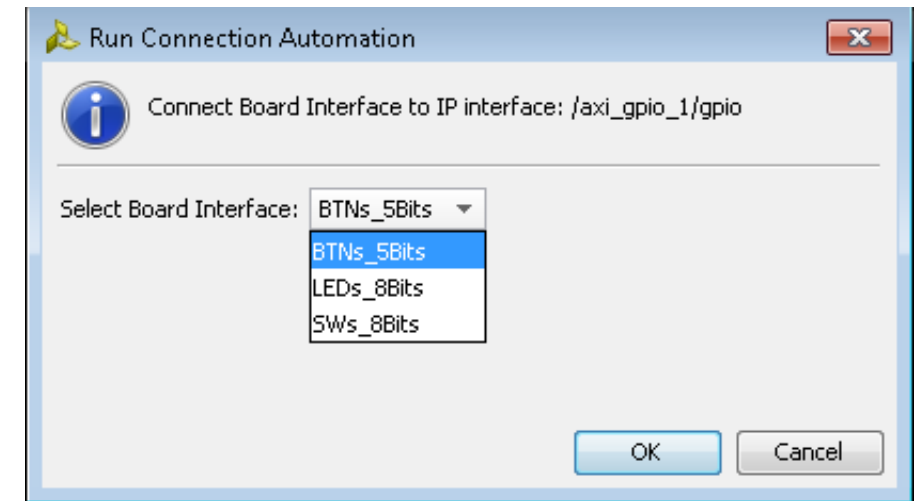 Run Connection Automation
Connect Board Interface to IP interface: /axi_gpio_1/gpio
Select Board Interface: BTNs_5Bits
BTNs_5Bits
LEDs_8Bits
SWs_8Bits
OK Cancel